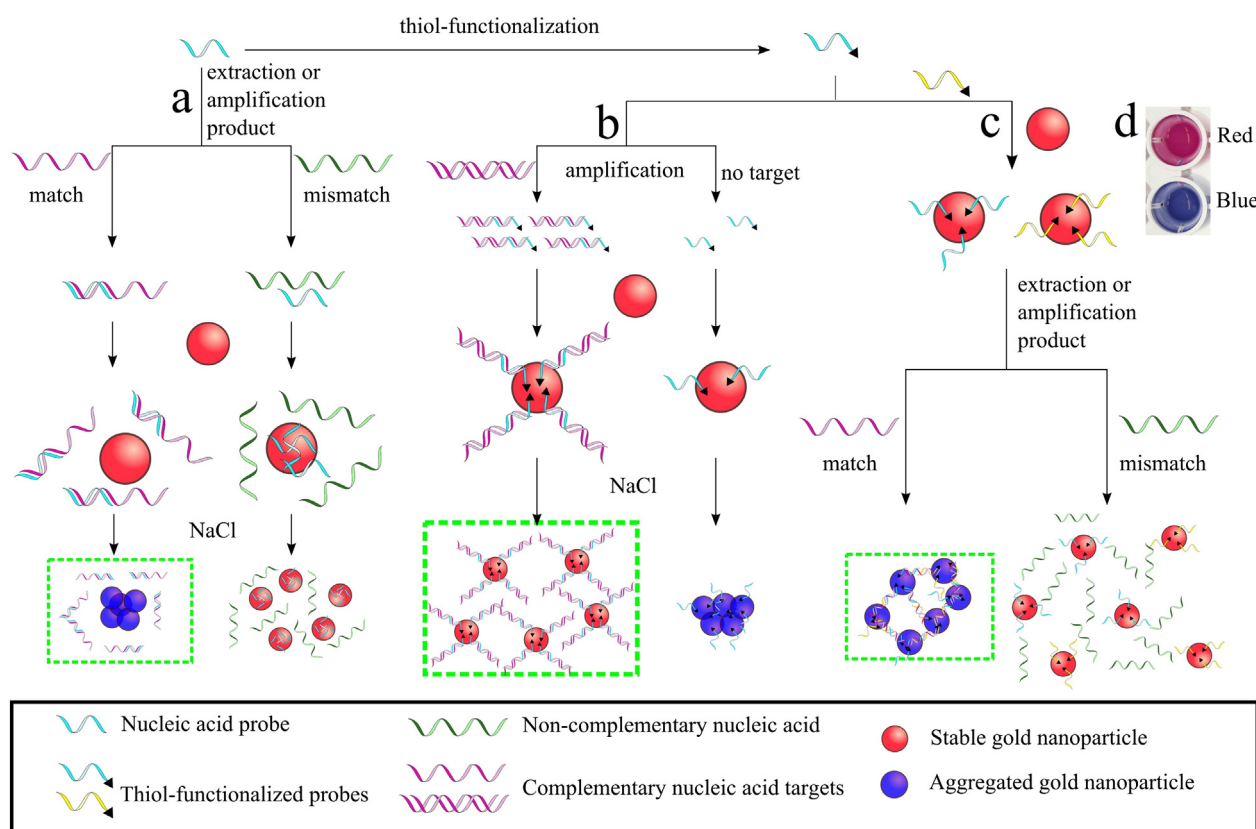 thiol-functionalization
a
extraction or
amplification
product
match
mismatch
NaCl
b
amplification
no target
NaCl
c
extraction or
amplification
product
match
mismatch
d
Red
Blue
Nucleic acid probe
Thiol-functionalized probes
Non-complementary nucleic acid
Complementary nucleic acid targets
Stable gold nanoparticle
Aggregated gold nanoparticle